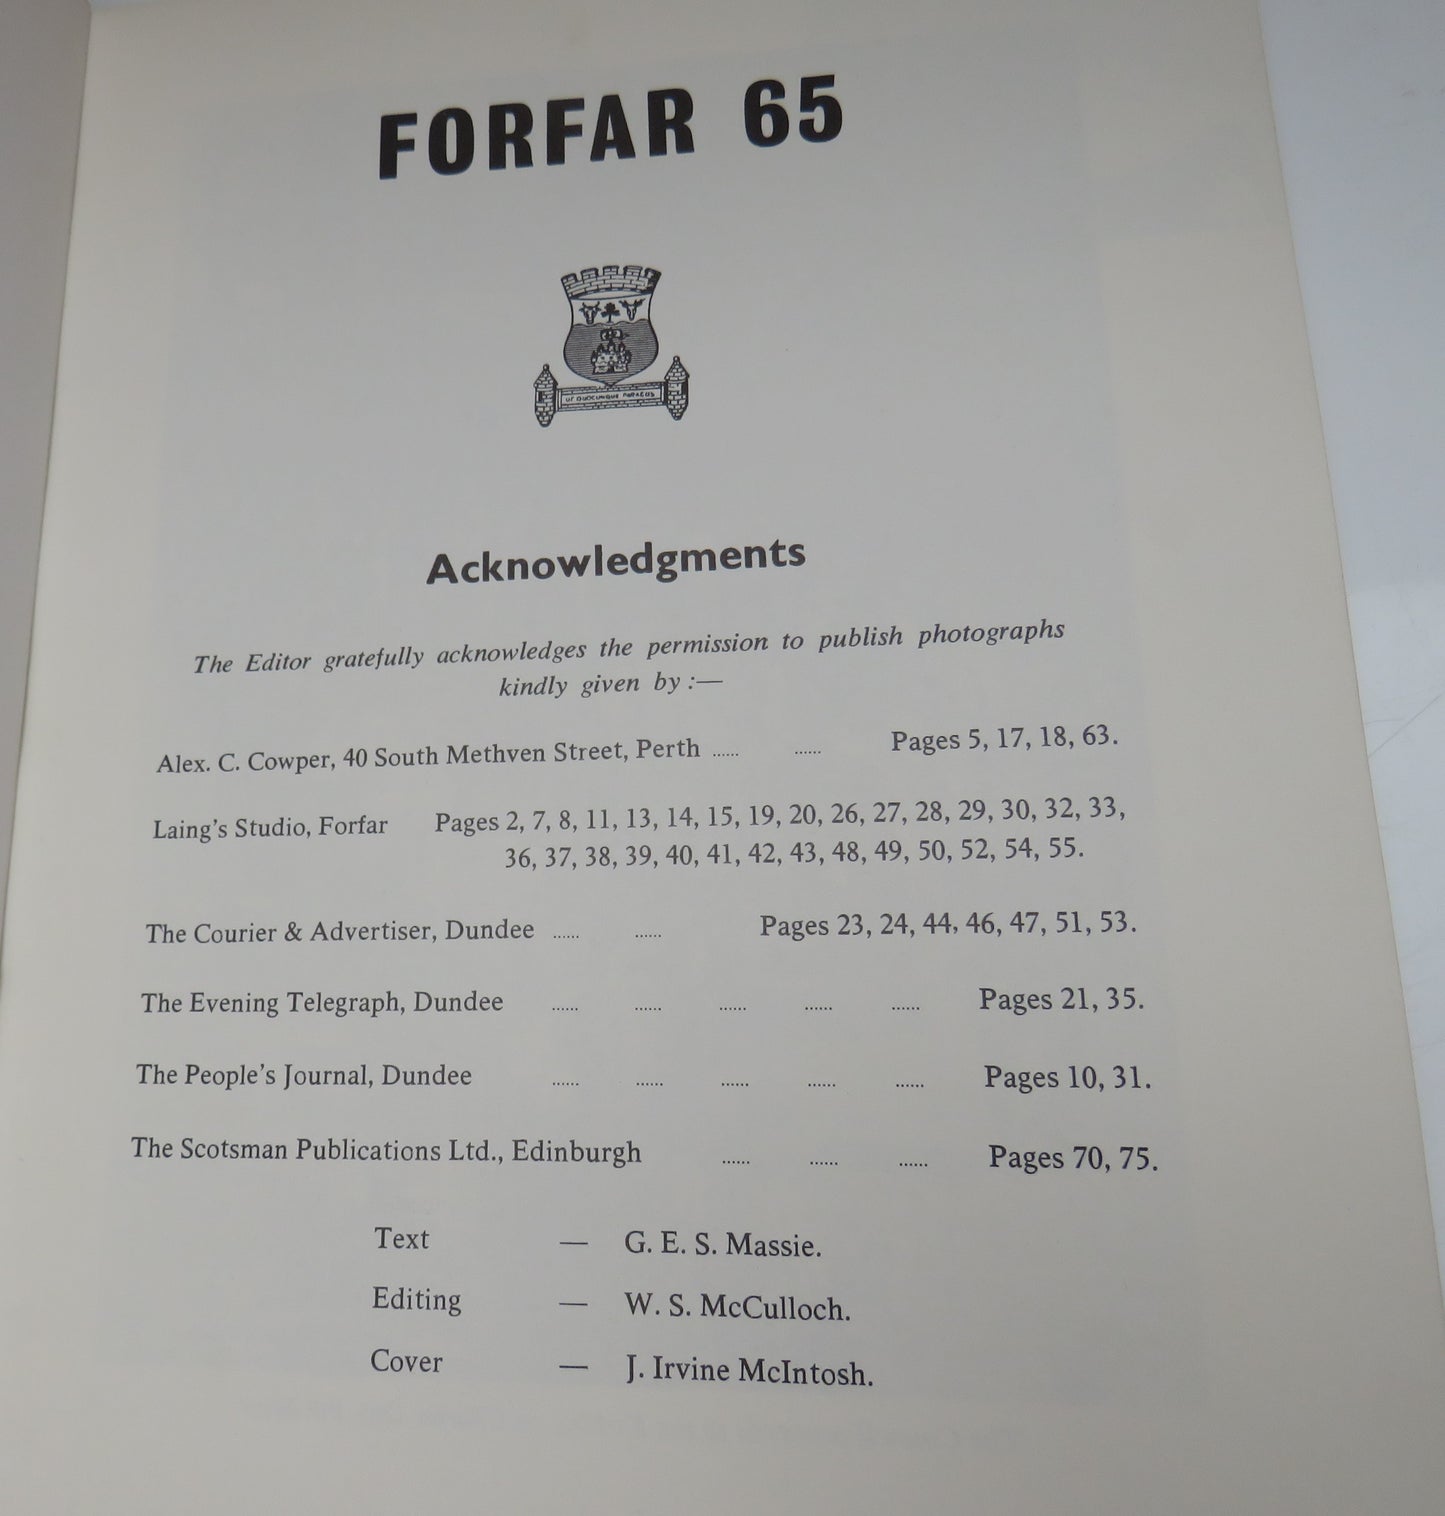 FORFAR 65
UT QUOCUNQUE PARATUS
Acknowledgments
The Editor gratefully acknowledges the permission to publish photographs
kindly given by :—
Alex. C. Cowper, 40 South Methven Street, Perth ...... ...... Pages 5, 17, 18, 63.
Laing's Studio, Forfar Pages 2, 7, 8, 11, 13, 14, 15, 19, 20, 26, 27, 28, 29, 30, 32, 33,
36, 37, 38, 39, 40, 41, 42, 43, 48, 49, 50, 52, 54, 55.
The Courier & Advertiser, Dundee ...... ...... Pages 23, 24, 44, 46, 47, 51, 53.
The Evening Telegraph, Dundee ...... ...... ...... ...... ...... Pages 21, 35.
The People's Journal, Dundee ...... ...... ...... ...... ...... Pages 10, 31.
The Scotsman Publications Ltd., Edinburgh ...... ...... ...... Pages 70, 75.
Text — G. E. S. Massie.
Editing — W. S. McCulloch.
Cover — J. Irvine McIntosh.